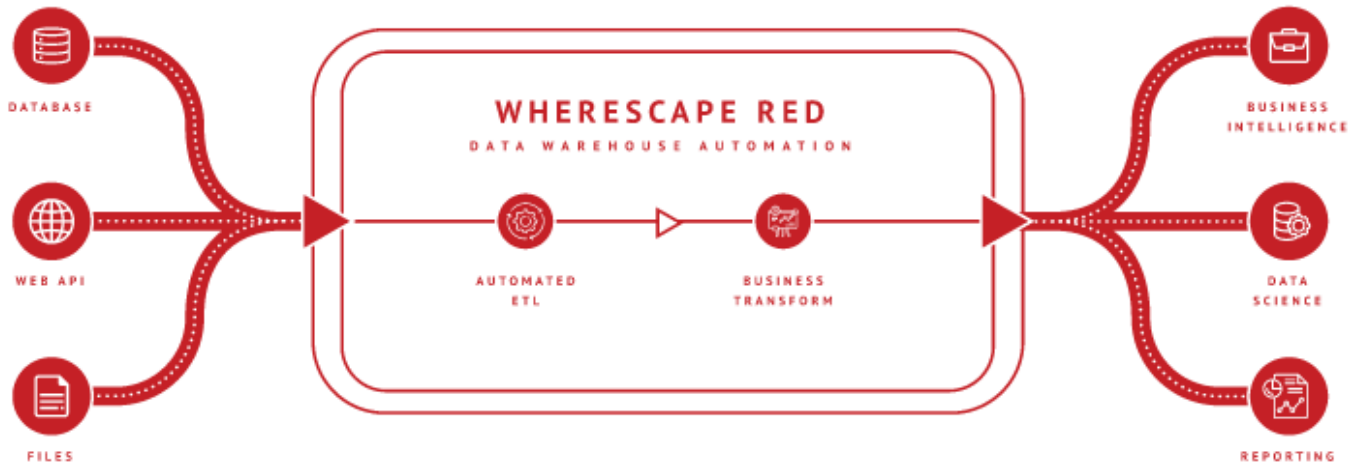 DATABASE
WEB API
FILES
WHERESCAPE RED
DATA WAREHOUSE AUTOMATION
AUTOMATED
ETL
BUSINESS
TRANSFORM
BUSINESS
INTELLIGENCE
DATA
SCIENCE
REPORTING